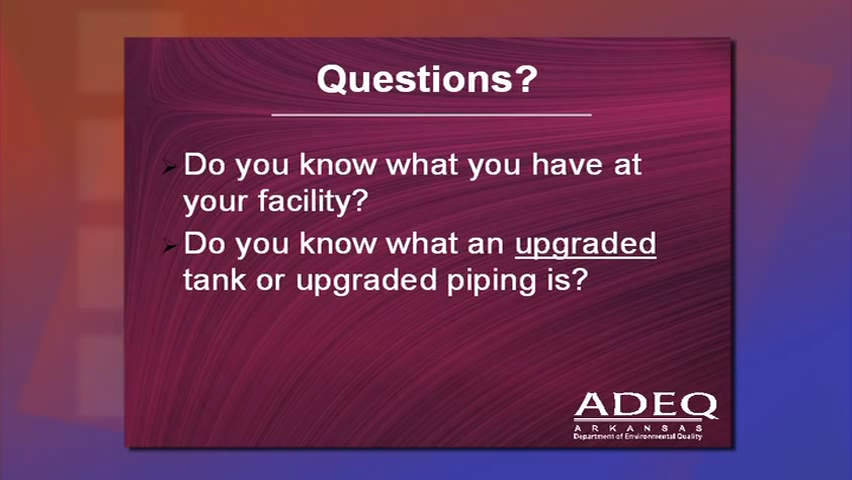 Questions?
Do you know what you have at
your facility?
Do you know what an upgraded
tank or upgraded piping is?
ADEQ
ARKANSAS
Department of Environmental Quality